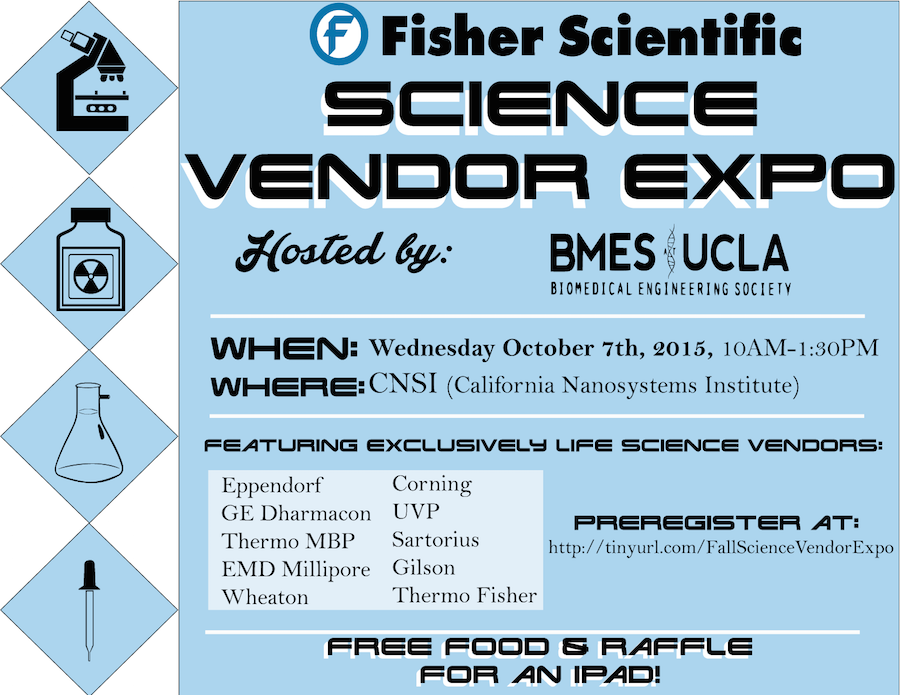 Fisher Scientific
SCIENCE
VENDOR EXPO
Hosted by:
BMES UCLA
BIOMEDICAL ENGINEERING SOCIETY
WHEN: Wednesday October 7th, 2015, 10AM-1:30PM
WHERE: CNSI (California Nanosystems Institute)
FEATURING EXCLUSIVELY LIFE SCIENCE VENDORS:
Eppendorf
GE Dharmacon
Thermo MBP
EMD Millipore
Wheaton
Corning
UVP
Sartorius
Gilson
Thermo Fisher
PREREGISTER AT:
http://tinyurl.com/FallScienceVendorExpo
FREE FOOD & RAFFLE
FOR AN IPAD!